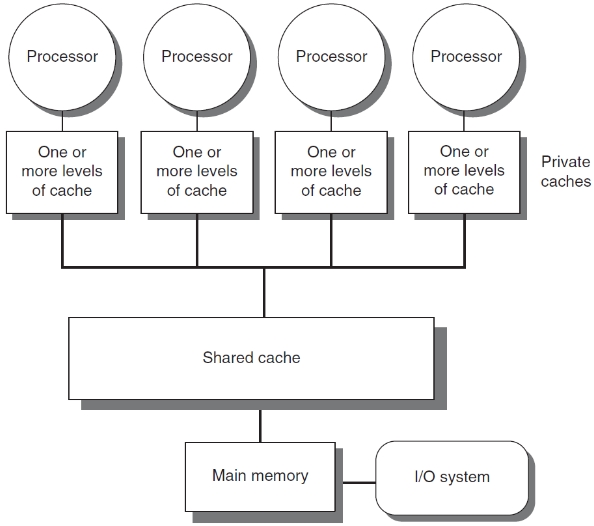 Processor
Processor
Processor
Processor
One or
more levels
of cache
One or
more levels
of cache
One or
more levels
of cache
One or
more levels
of cache
Private
caches
Shared cache
Main memory
I/O system